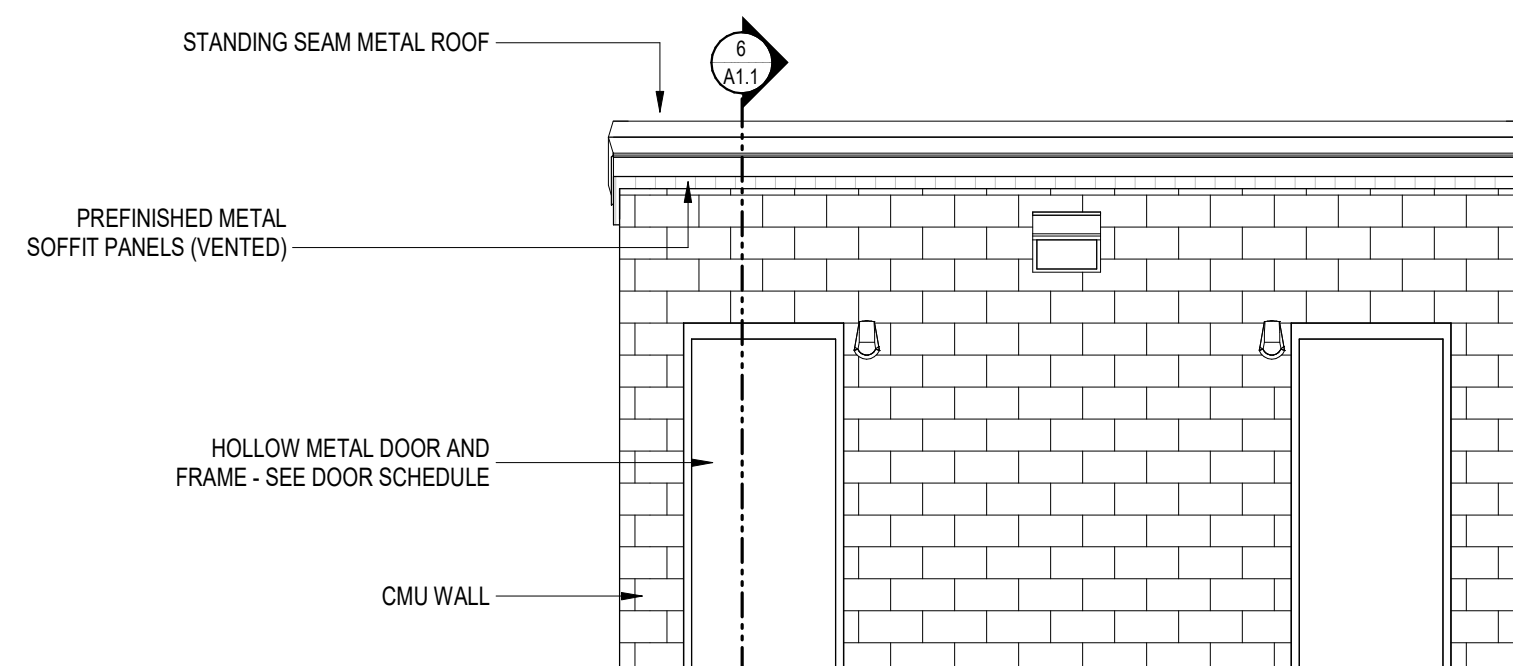 STANDING SEAM METAL ROOF
6
A1.1
PREFINISHED METAL
SOFFIT PANELS (VENTED)
HOLLOW METAL DOOR AND
FRAME - SEE DOOR SCHEDULE
CMU WALL